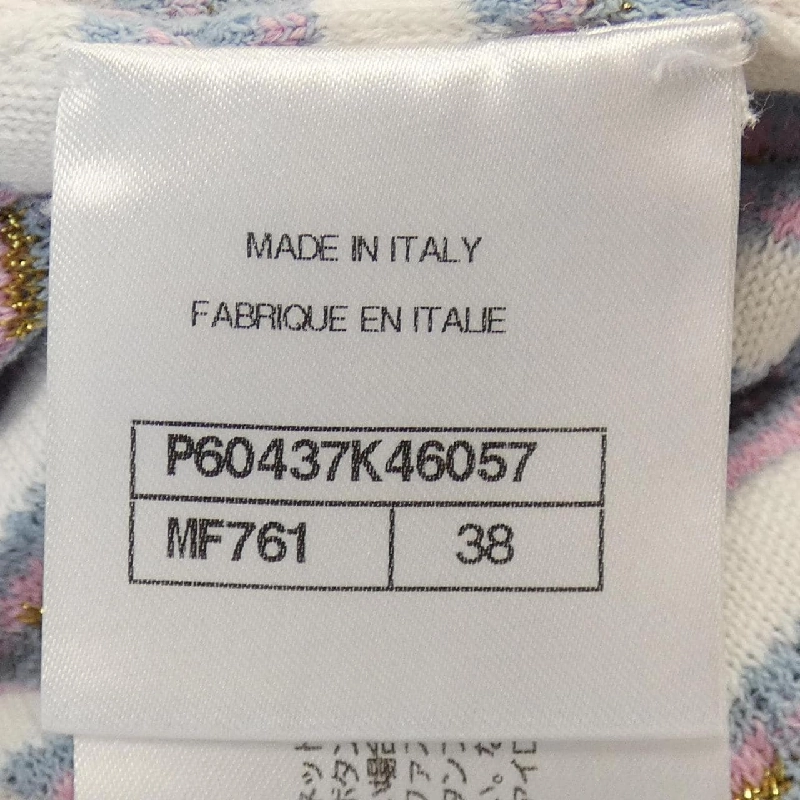 MADE IN ITALY
FABRIQUE EN ITALIE
P60437K46057
MF761 38